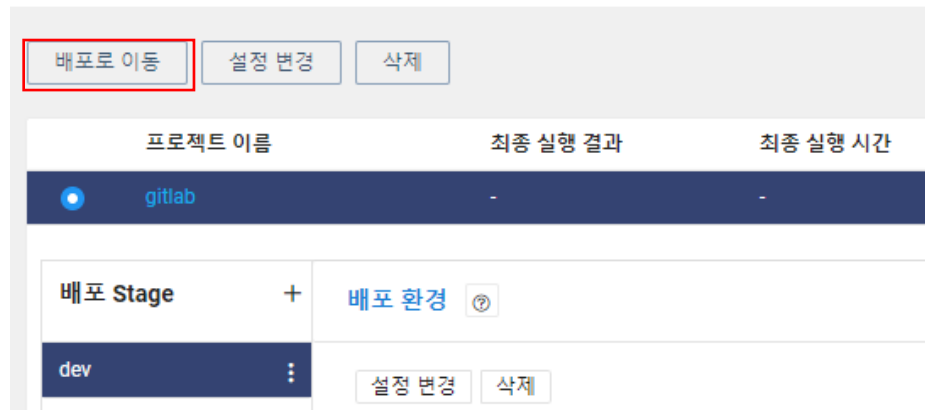 배포로 이동 설정 변경 삭제
프로젝트 이름 최종 실행 결과 최종 실행 시간
gitlab - -
배포 Stage + 배포 환경 ?
dev
설정 변경 삭제